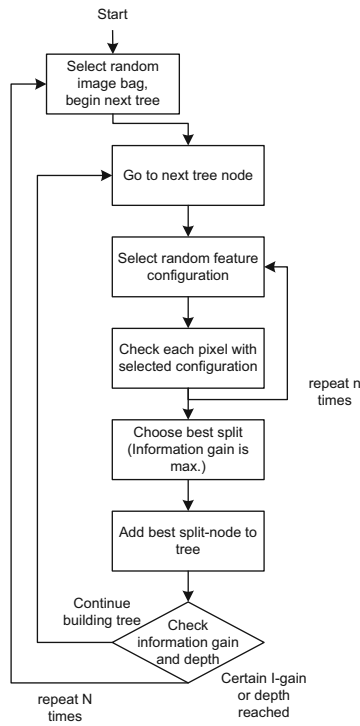 Start
Select random
image bag,
begin next tree
Go to next tree node
Select random feature
configuration
Check each pixel with
selected configuration
repeat n
times
Choose best split
(Information gain is
max.)
Add best split-node to
tree
Continue
building tree
Check
information gain
and depth
Certain I-gain
or depth
reached
repeat N
times